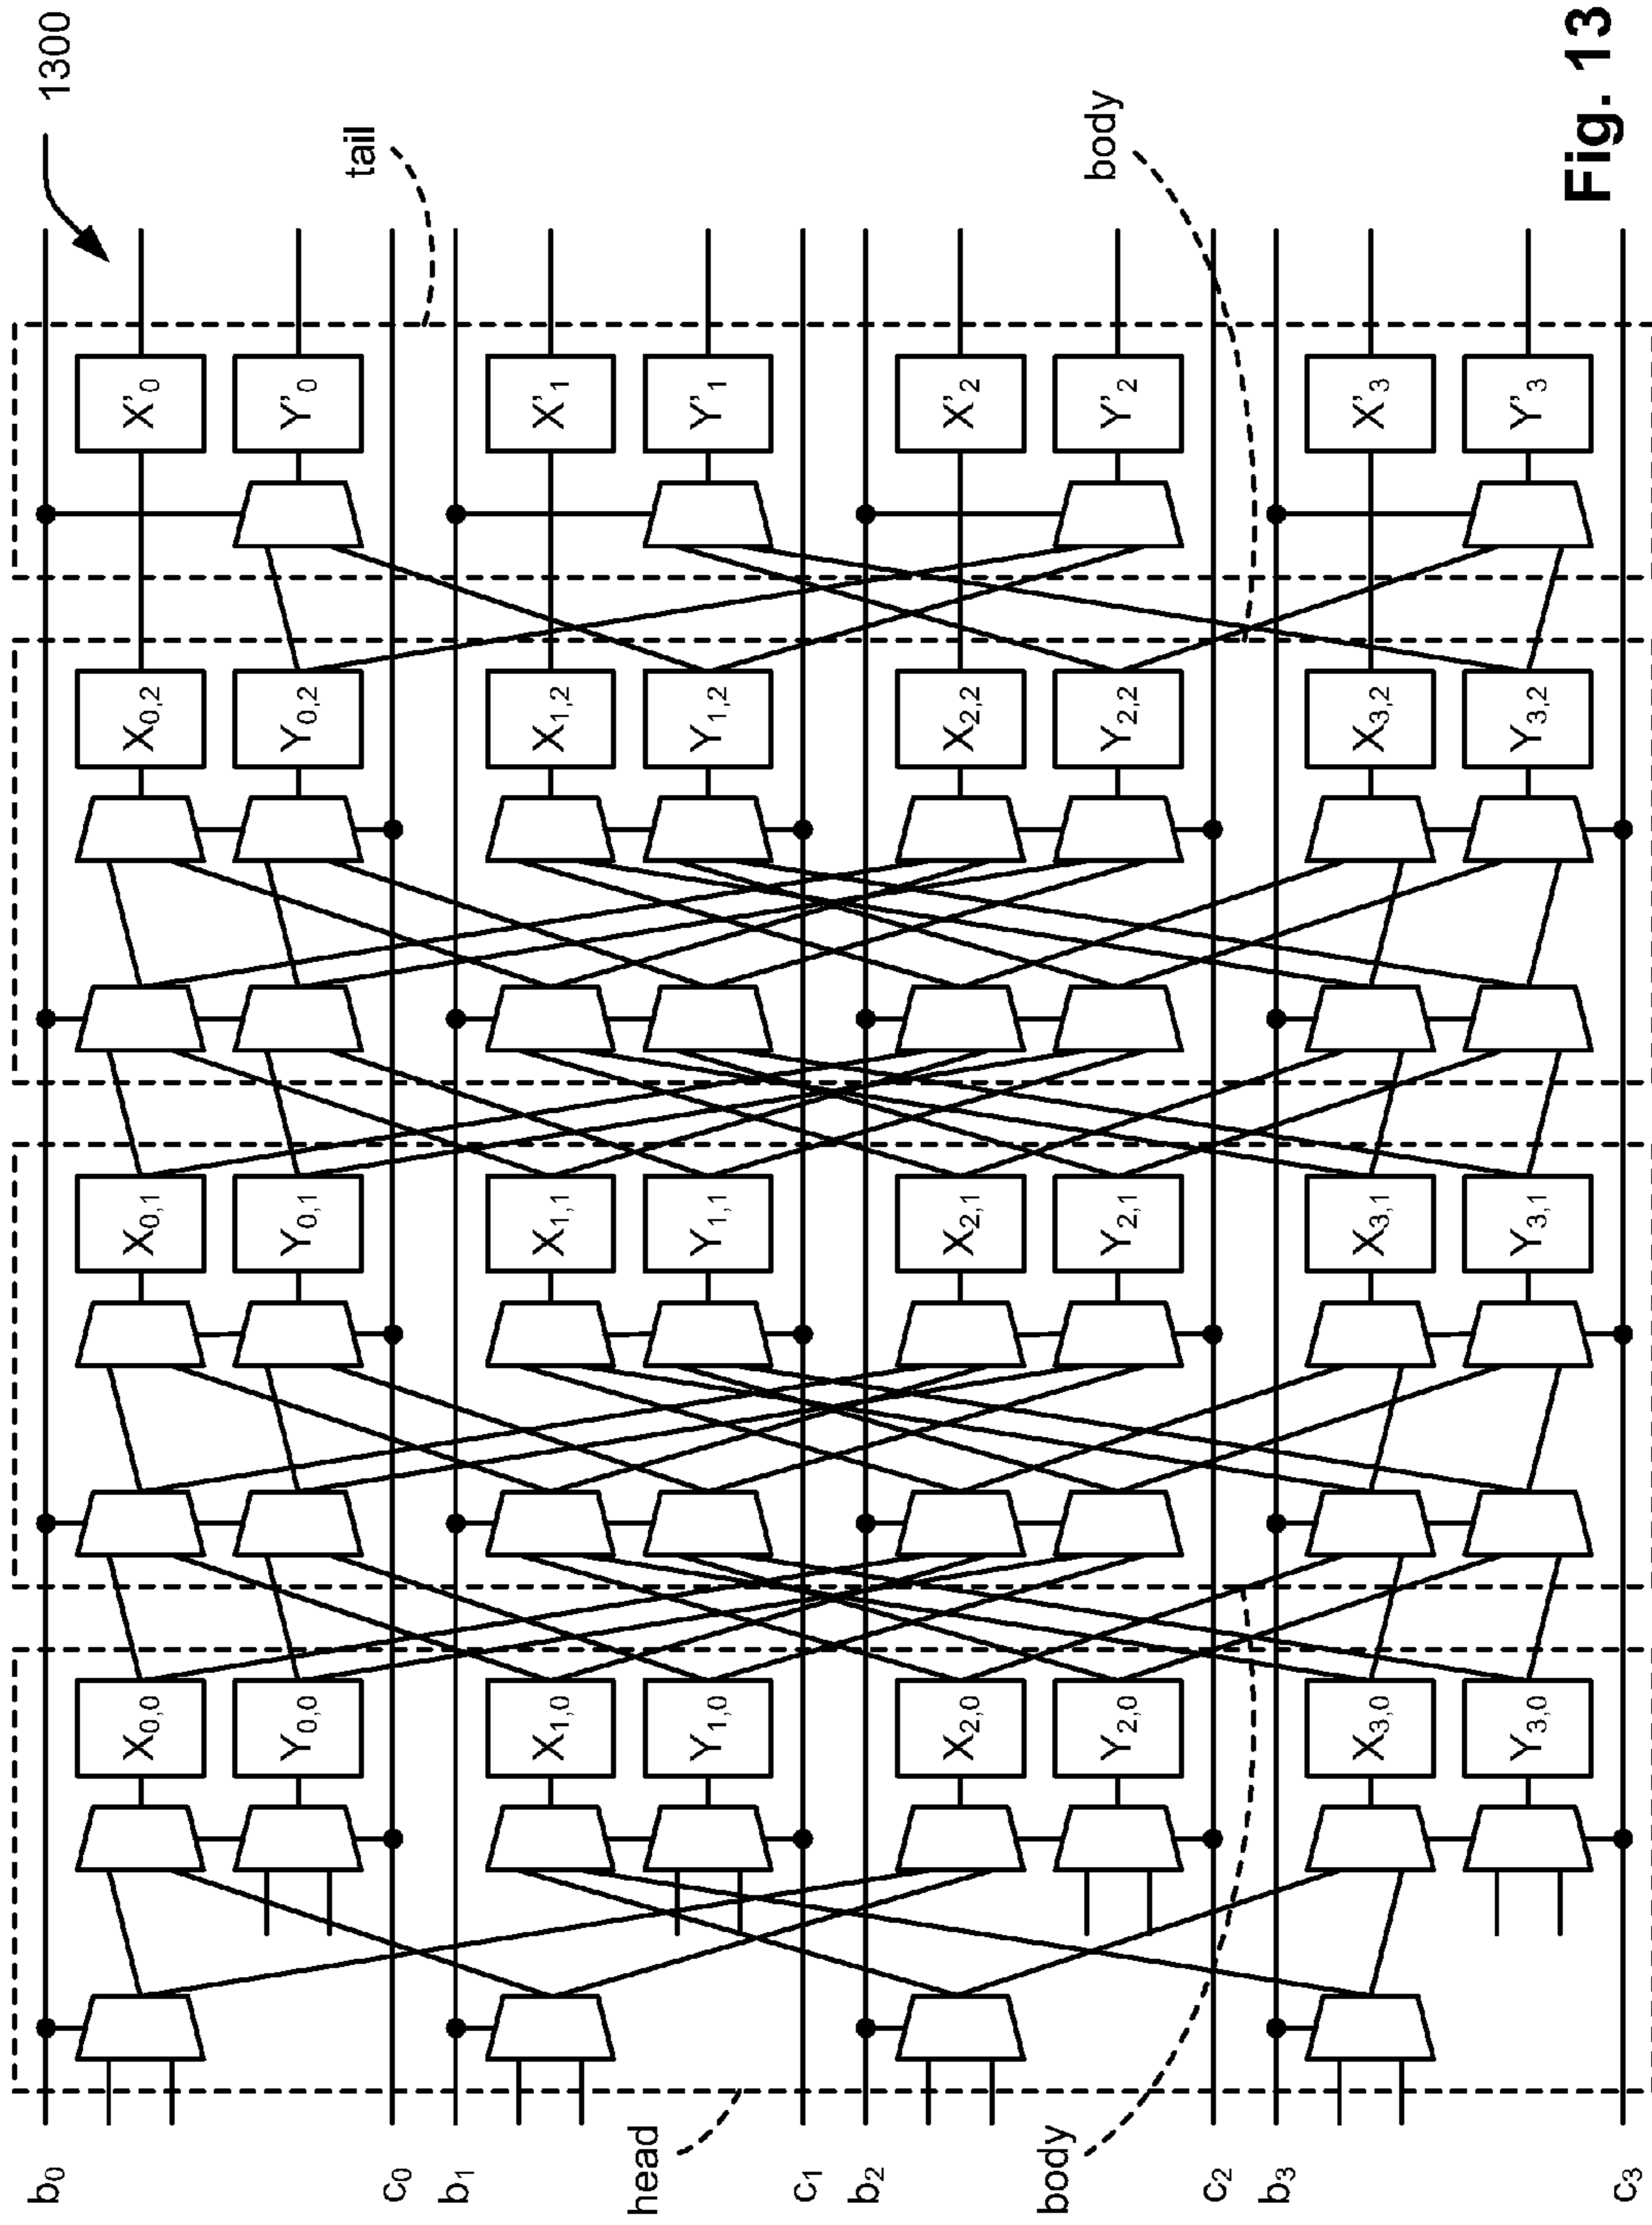 1300
b₀
X₀,₀
X₀,₁
X₀,₂
X'₀
Y₀,₀
Y₀,₁
Y₀,₂
Y'₀
tail
c₀
b₁
X₁,₀
X₁,₁
X₁,₂
X'₁
head
Y₁,₀
Y₁,₁
Y₁,₂
Y'₁
c₁
b₂
X₂,₀
X₂,₁
X₂,₂
X'₂
body
Y₂,₀
Y₂,₁
Y₂,₂
Y'₂
body
c₂
b₃
X₃,₀
X₃,₁
X₃,₂
X'₃
Y₃,₀
Y₃,₁
Y₃,₂
Y'₃
c₃
Fig. 13